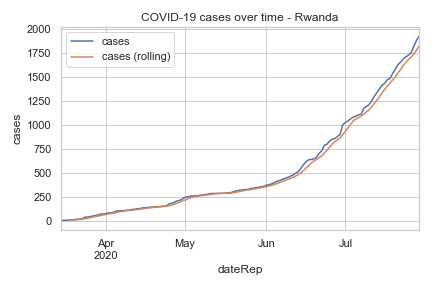 COVID-19 cases over time - Rwanda
cases
cases (rolling)
2000
1750
1500
1250
1000
750
500
250
0
cases
Apr
2020
May
Jun
Jul
dateRep